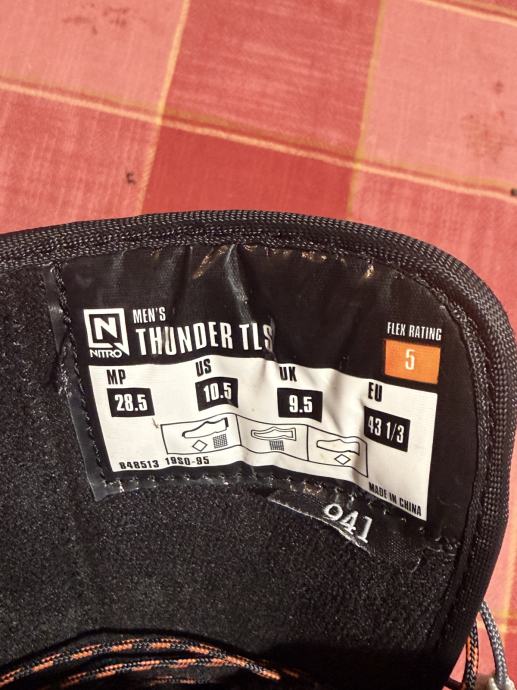 N
NITRO
MEN'S
THUNDER TLS
FLEX RATING
5
MP US UK EU
28.5 10.5 9.5 43 1/3
848513 19SO-95
MADE IN CHINA
941